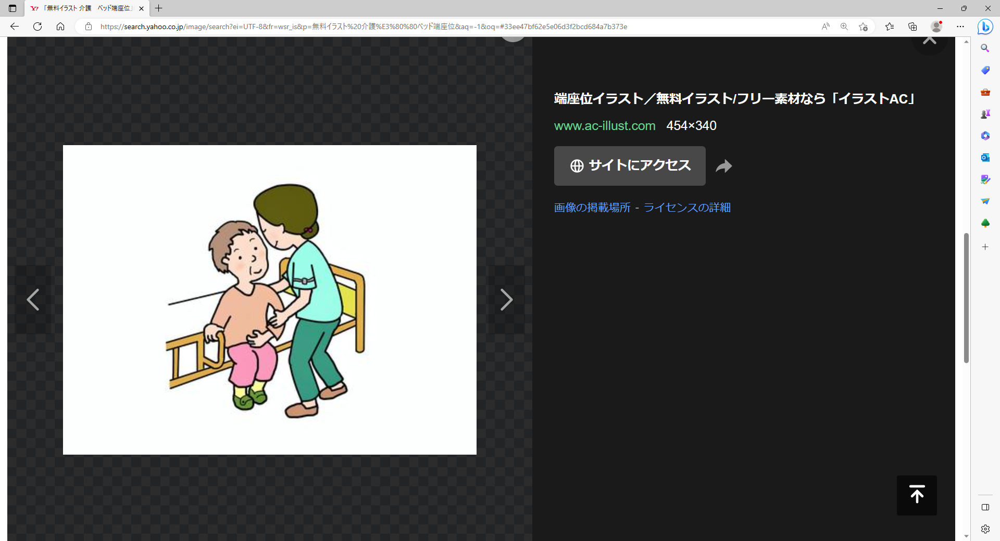 「無料イラスト 介護　ベッド端座位」
https://search.yahoo.co.jp/image/search?ei=UTF-8&fr=wsr_is&p=無料イラスト%20介護%E3%80%80ベッド端座位&aq=-1&oq=#33ee47bf62e5e06d3f2bcd684a7b373e
端座位イラスト／無料イラスト/フリー素材なら「イラストAC」
www.ac-illust.com 454×340
サイトにアクセス
画像の掲載場所 - ライセンスの詳細